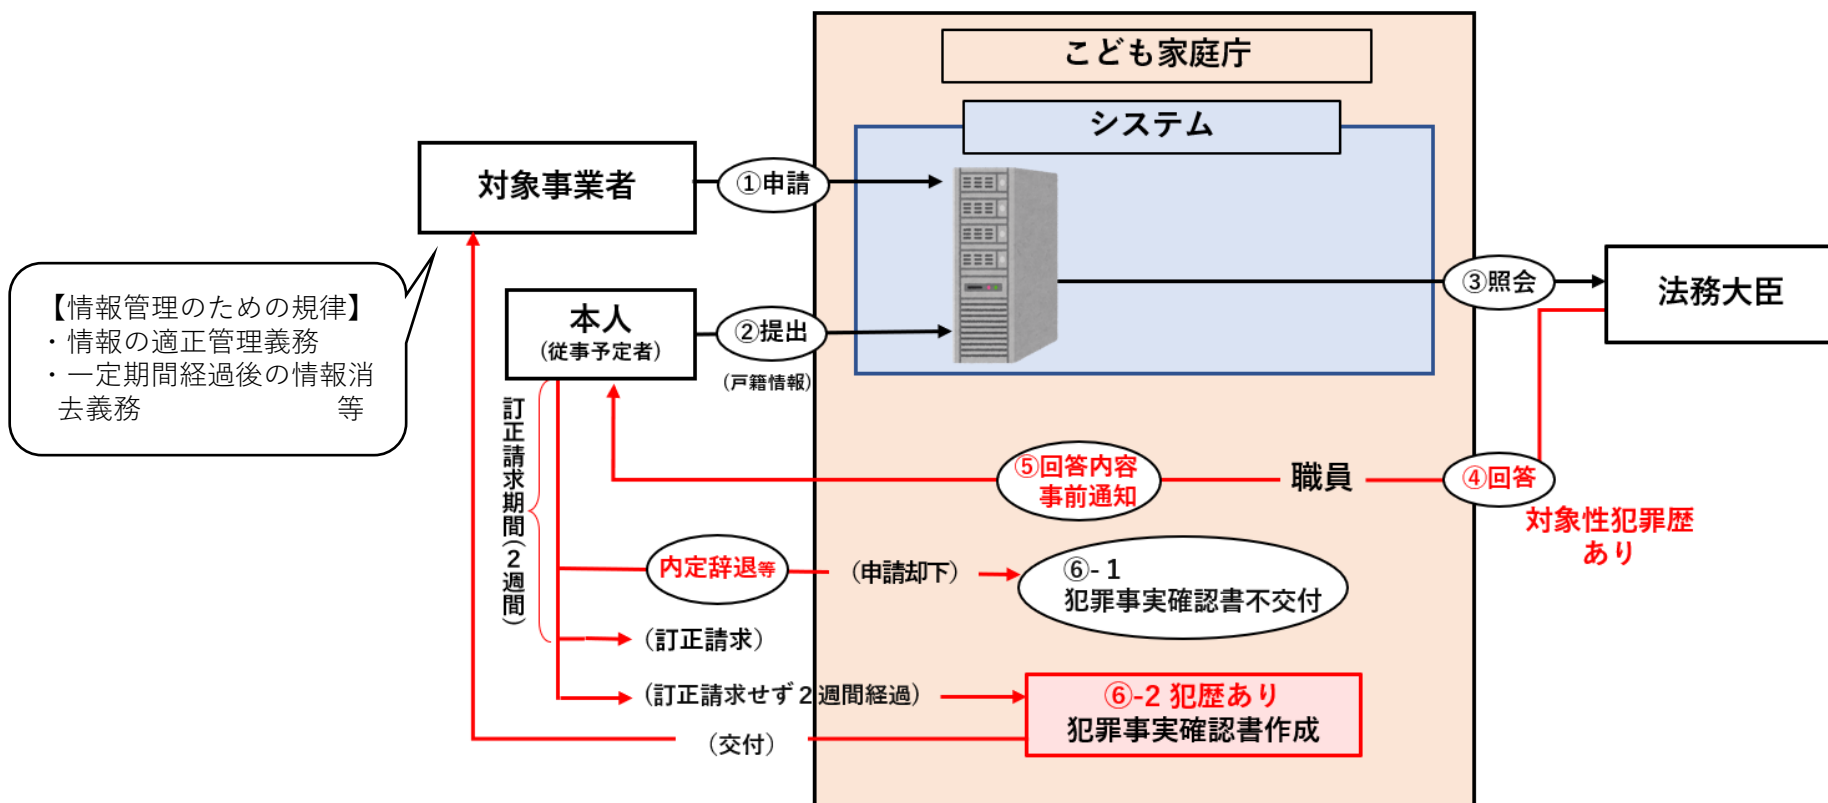 こども家庭庁
システム
対象事業者
①申請
【情報管理のための規律】
・情報の適正管理義務
・一定期間経過後の情報消
去義務　等
本人
(従事予定者)
②提出
(戸籍情報)
③照会
法務大臣
訂正請求期間(２週間)
⑤回答内容
事前通知
職員
④回答
対象性犯罪歴
あり
内定辞退等
(申請却下)
⑥-１
犯罪事実確認書不交付
(訂正請求)
(訂正請求せず２週間経過)
⑥-2 犯歴あり
犯罪事実確認書作成
(交付)